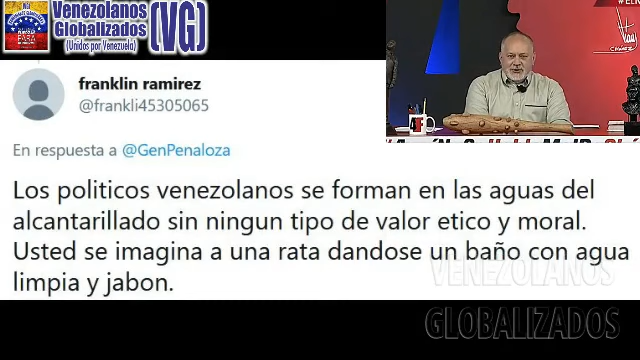 Venezolanos
Globalizados
(Unidos por Venezuela)
(VG)
franklin ramirez
@frankli45305065
En respuesta a @GenPenaloza
Los politicos venezolanos se forman en las aguas del
alcantarillado sin ningun tipo de valor etico y moral.
Usted se imagina a una rata dandose un baño con agua
limpia y jabon.
VENEZOLANOS
GLOBALIZADOS